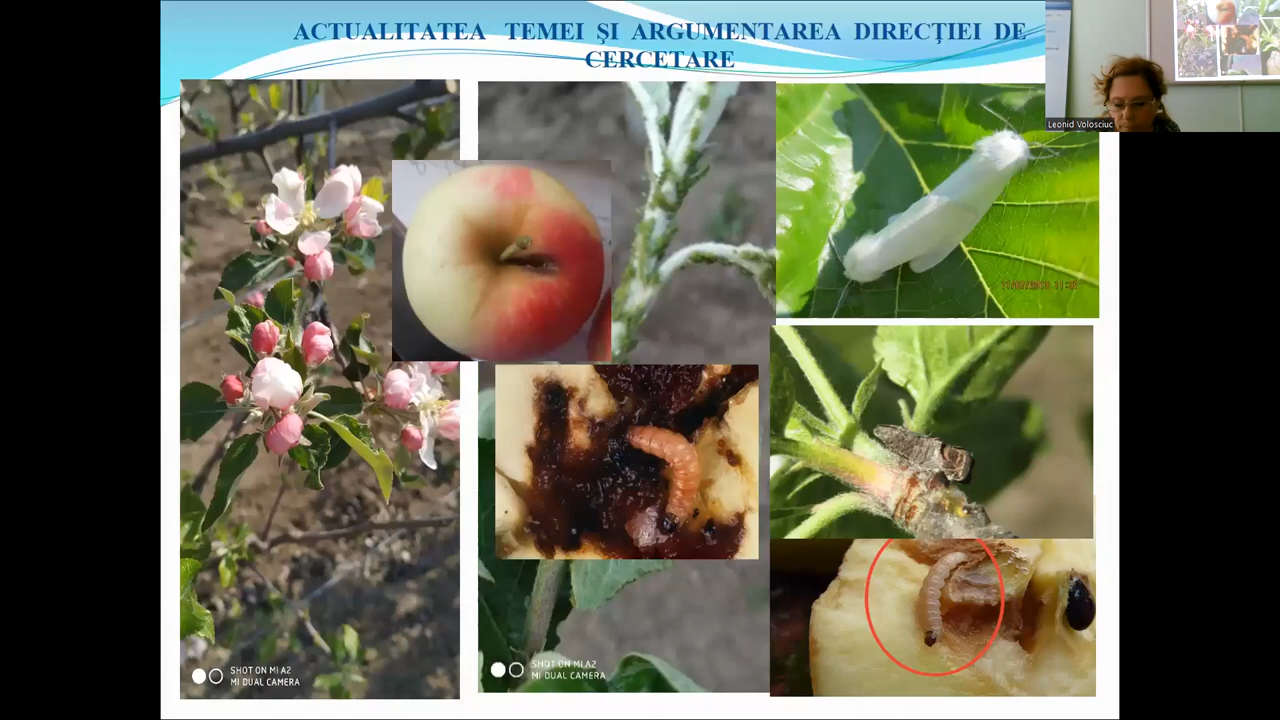 ACTUALITATEA TEMEI ȘI ARGUMENTAREA DIRECŢIEI DE
CERCETARE
Leonid Volosciuc
SHOT ON MI A2
MI DUAL CAMERA
SHOT ON MI A2
MI DUAL CAMERA